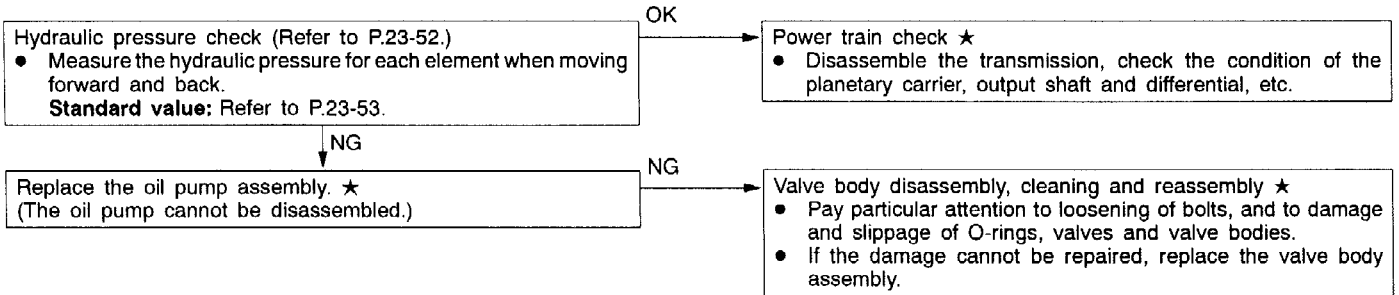 OK
Hydraulic pressure check (Refer to P.23-52.)
● Measure the hydraulic pressure for each element when moving
forward and back.
Standard value: Refer to P.23-53.
Power train check ★
● Disassemble the transmission, check the condition of the
planetary carrier, output shaft and differential, etc.
NG
Replace the oil pump assembly. ★
(The oil pump cannot be disassembled.)
NG
Valve body disassembly, cleaning and reassembly ★
● Pay particular attention to loosening of bolts, and to damage
and slippage of O-rings, valves and valve bodies.
● If the damage cannot be repaired, replace the valve body
assembly.